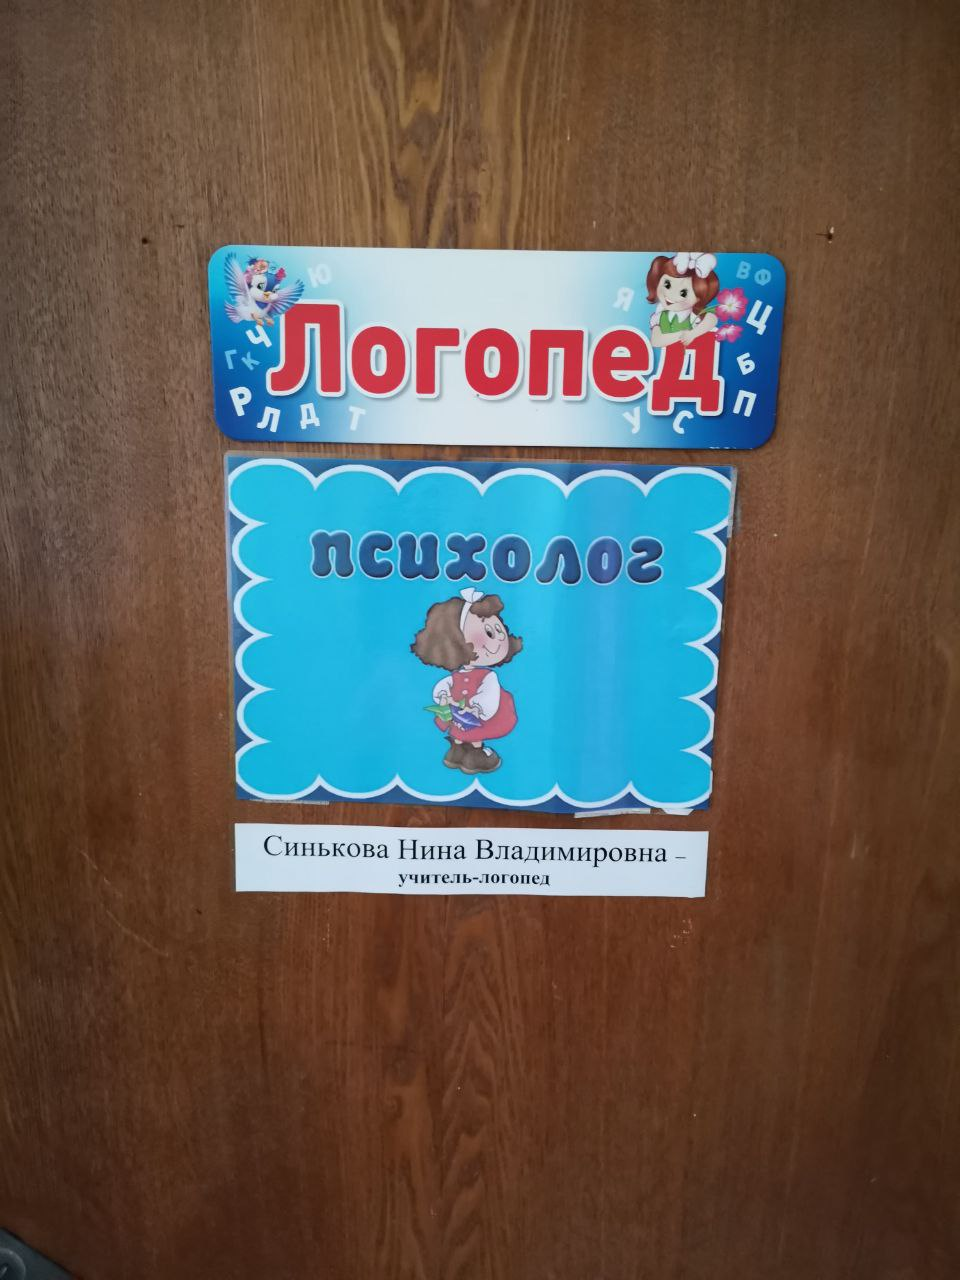 Ю Я В Ф
Ч Ц
Логопед
Г К Б
Р Л Д Т У С П
психолог
Синькова Нина Владимировна –
учитель-логопед